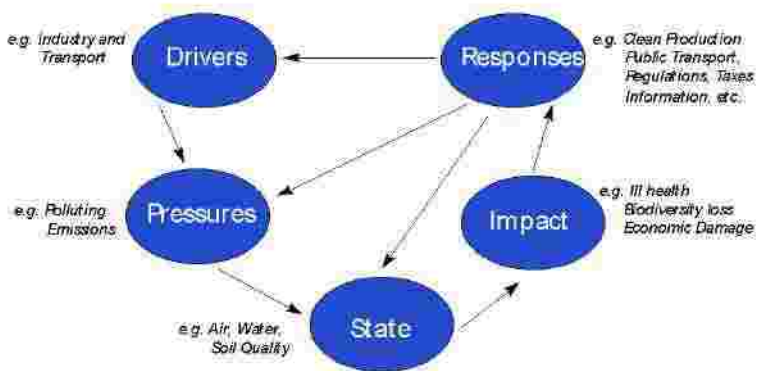 e.g. Industry and
Transport
Drivers
Responses
e.g. Clean Production
Public Transport,
Regulations, Taxes
Information, etc.
e.g. Polluting
Emissions
Pressures
Impact
e.g. Ill health
Biodiversity loss
Economic Damage
e.g. Air, Water,
Soil Quality
State